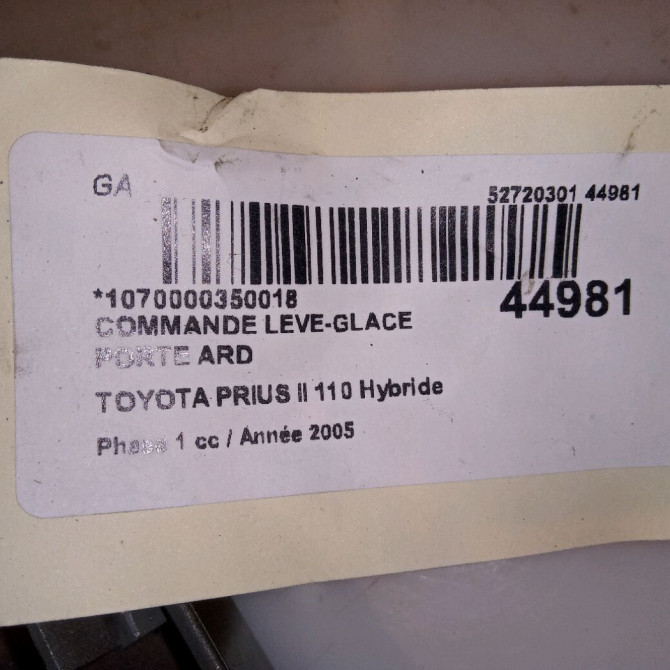 GA
52720301 44981
*1070000350018
44981
COMMANDE LEVE-GLACE
PORTE ARD
TOYOTA PRIUS II 110 Hybride
Phase 1 cc / Année 2005